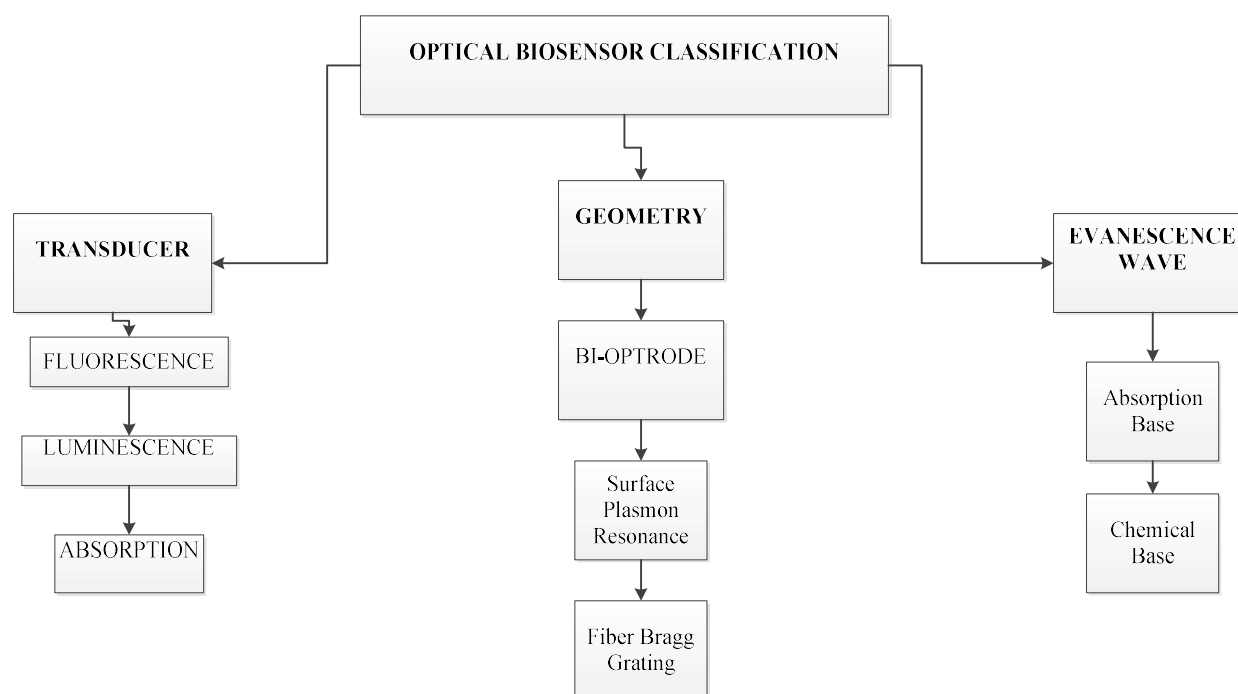 OPTICAL BIOSENSOR CLASSIFICATION
TRANSDUCER
FLUORESCENCE
LUMINESCENCE
ABSORPTION
GEOMETRY
BI-OPTRODE
Surface
Plasmon
Resonance
Fiber Bragg
Grating
EVANESCENCE
WAVE
Absorption
Base
Chemical
Base